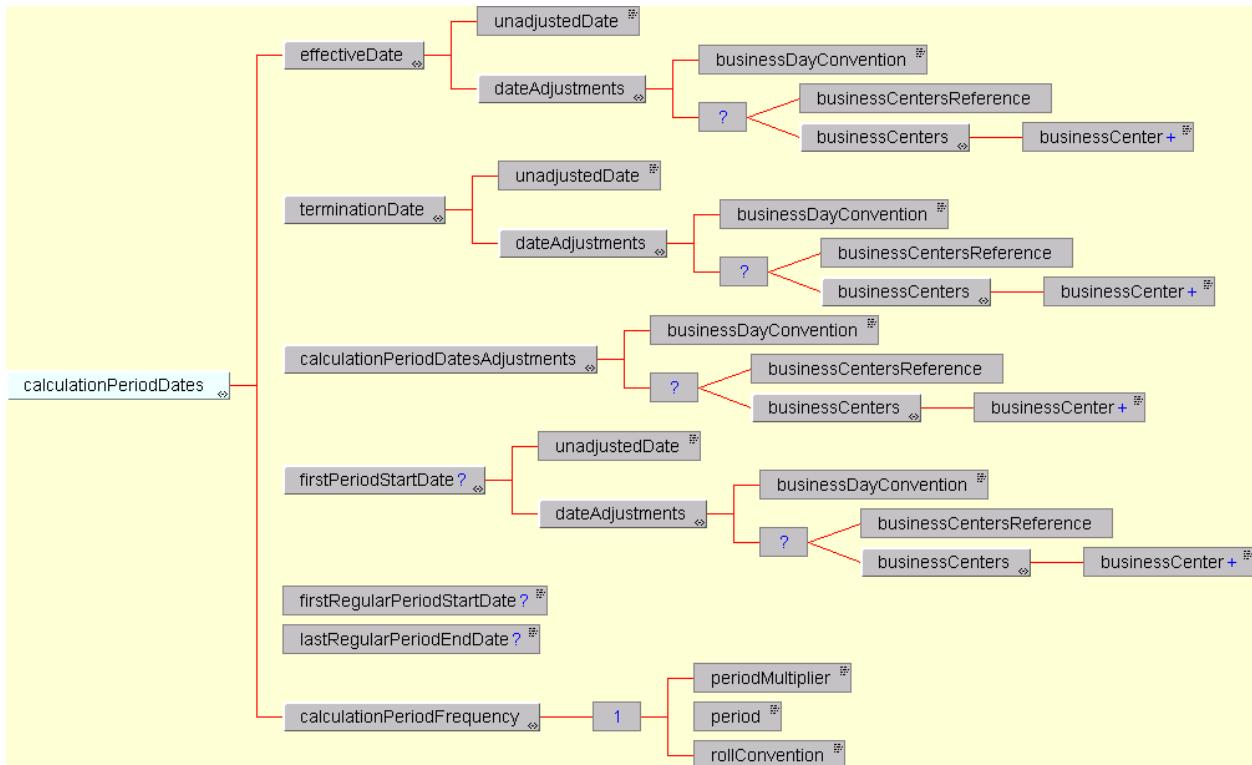 unadjustedDate
effectiveDate
businessDayConvention
dateAdjustments
businessCentersReference
?
businessCenters
businessCenter +
unadjustedDate
terminationDate
businessDayConvention
dateAdjustments
businessCentersReference
?
businessCenters
businessCenter +
businessDayConvention
calculationPeriodDatesAdjustments
businessCentersReference
calculationPeriodDates
?
businessCenters
businessCenter +
unadjustedDate
firstPeriodStartDate ?
businessDayConvention
dateAdjustments
businessCentersReference
?
businessCenters
businessCenter +
firstRegularPeriodStartDate ?
lastRegularPeriodEndDate ?
periodMultiplier
calculationPeriodFrequency
1
period
rollConvention